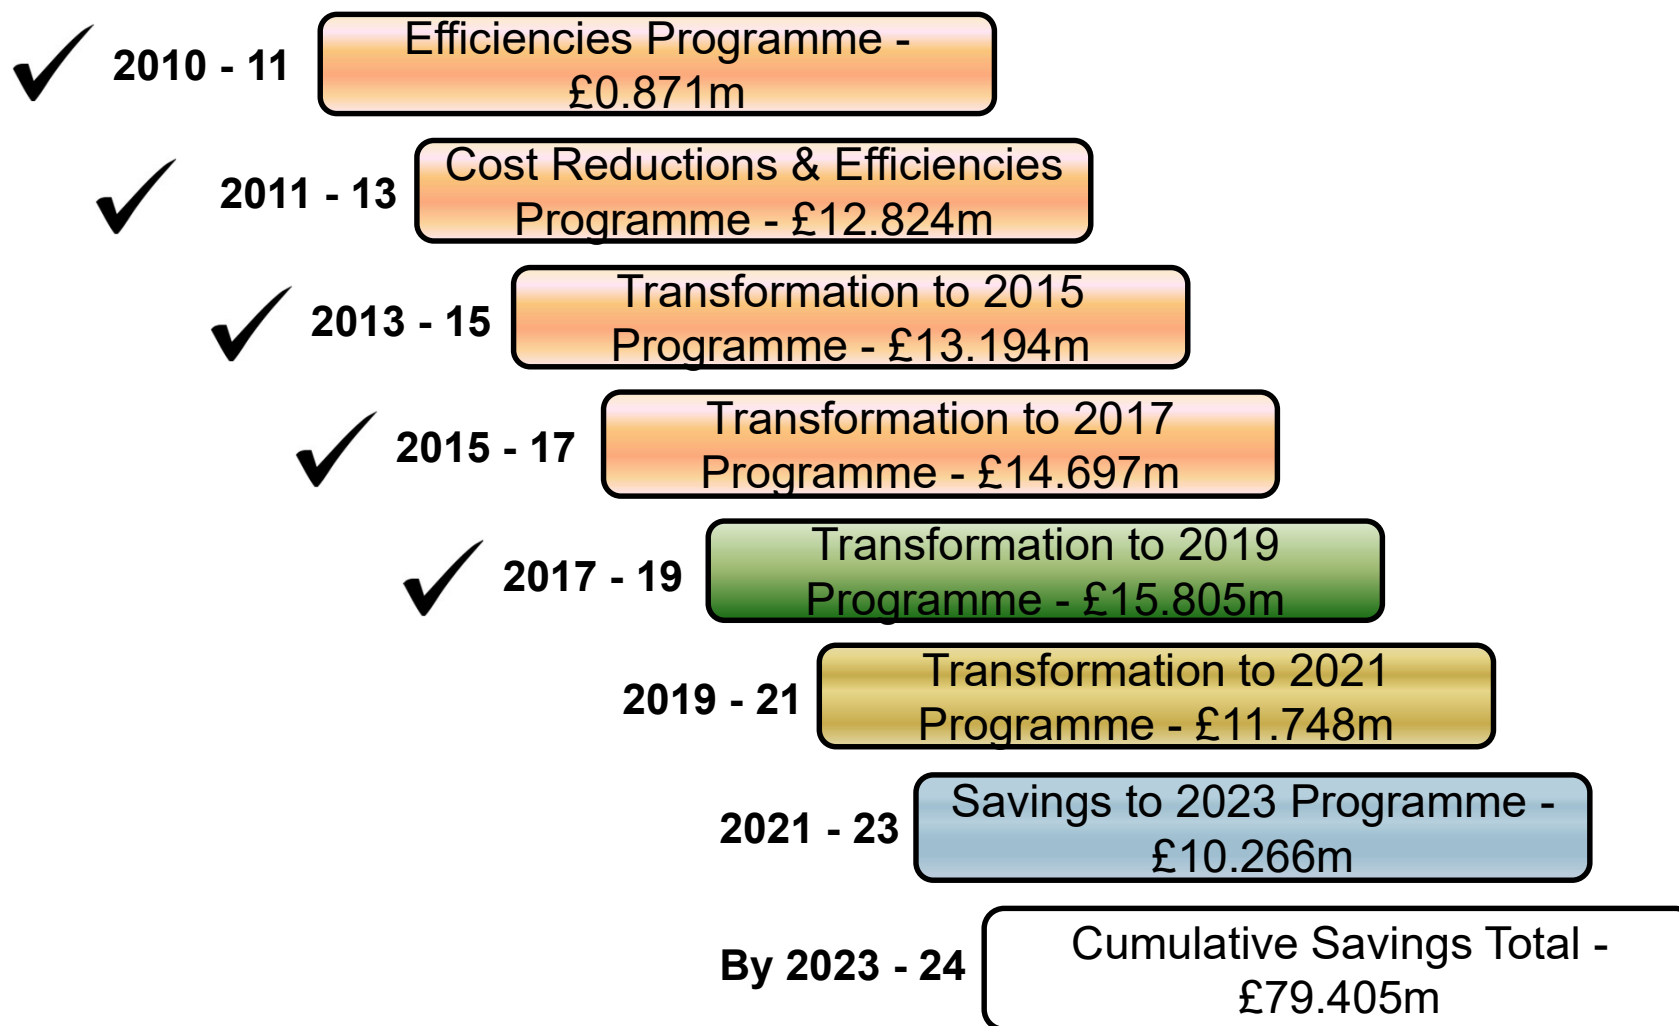 2010 - 11
Efficiencies Programme -
£0.871m
2011 - 13
Cost Reductions & Efficiencies
Programme - £12.824m
2013 - 15
Transformation to 2015
Programme - £13.194m
2015 - 17
Transformation to 2017
Programme - £14.697m
2017 - 19
Transformation to 2019
Programme - £15.805m
2019 - 21
Transformation to 2021
Programme - £11.748m
2021 - 23
Savings to 2023 Programme -
£10.266m
By 2023 - 24
Cumulative Savings Total -
£79.405m